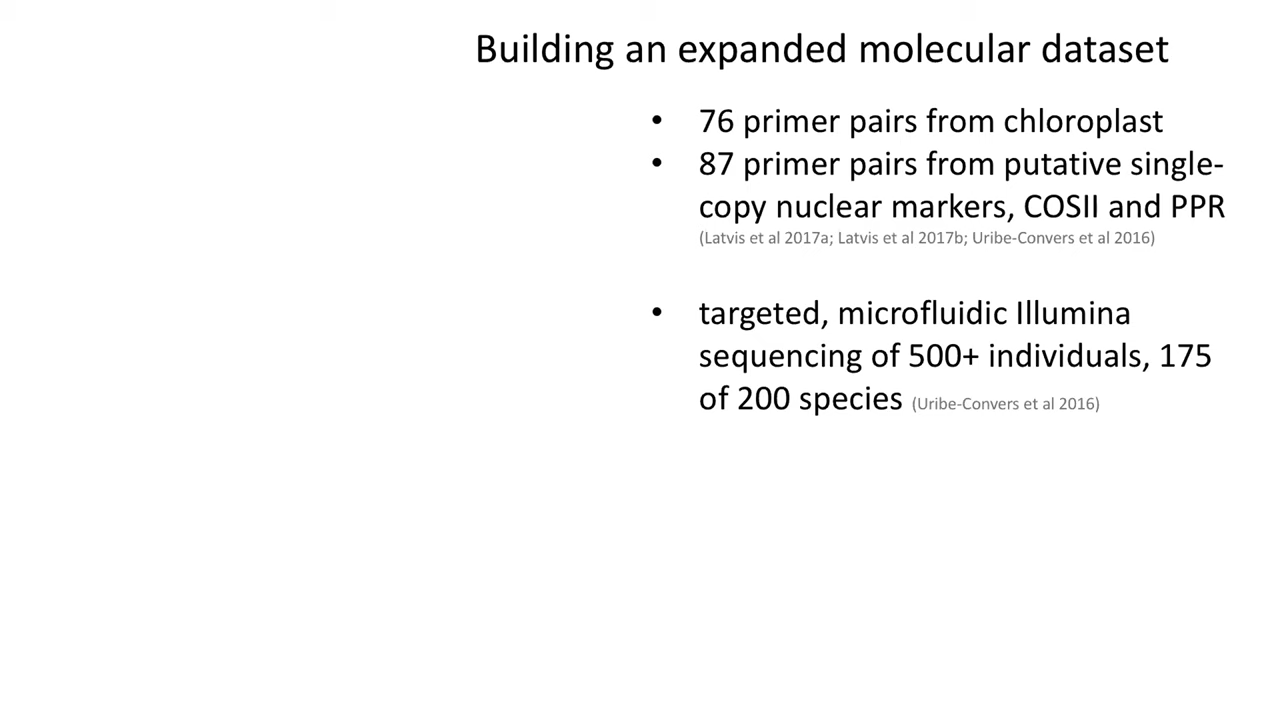 Building an expanded molecular dataset
• 76 primer pairs from chloroplast
• 87 primer pairs from putative single-
copy nuclear markers, COSII and PPR
(Latvis et al 2017a; Latvis et al 2017b; Uribe-Convers et al 2016)
• targeted, microfluidic Illumina
sequencing of 500+ individuals, 175
of 200 species (Uribe-Convers et al 2016)